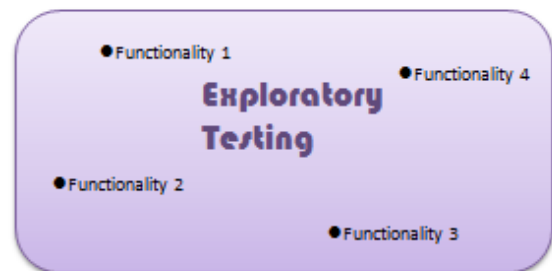 ● Functionality 1
● Functionality 4
Exploratory
Testing
● Functionality 2
● Functionality 3